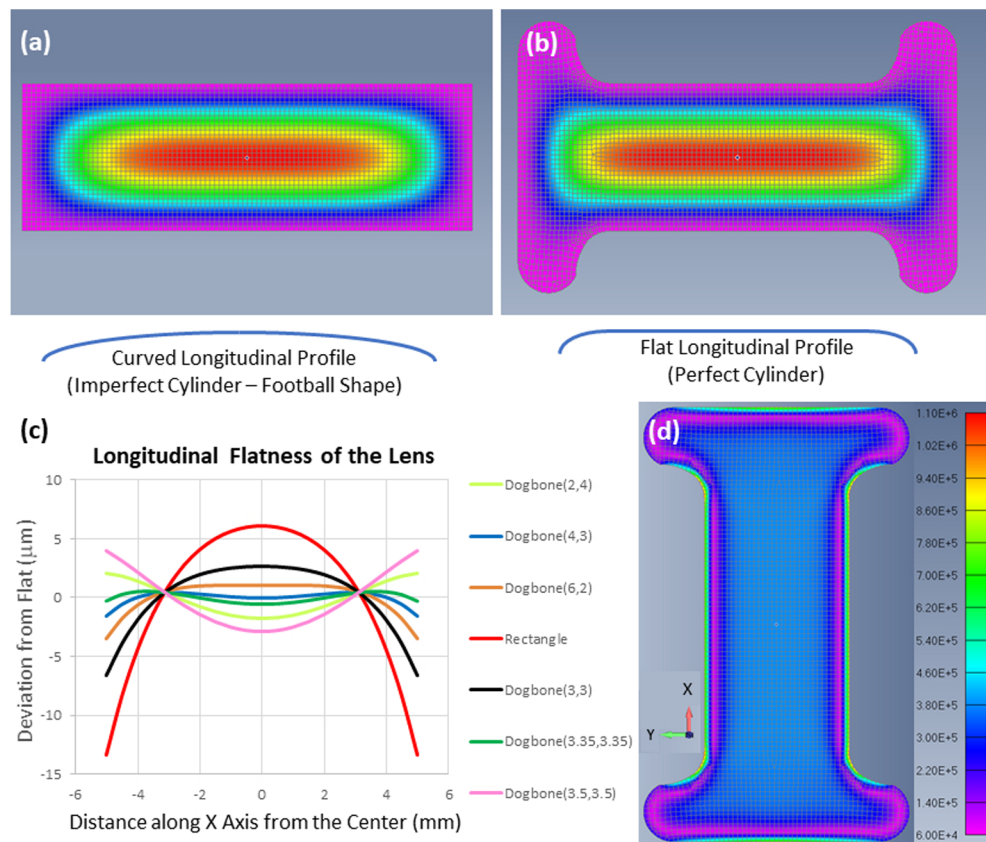 (a)
(b)
Curved Longitudinal Profile
(Imperfect Cylinder – Football Shape)
Flat Longitudinal Profile
(Perfect Cylinder)
(c)
Longitudinal Flatness of the Lens
Deviation from Flat (μm)
10
5
0
-5
-10
-15
-6
-4
-2
0
2
4
6
Distance along X Axis from the Center (mm)
Dogbone(2,4)
Dogbone(4,3)
Dogbone(6,2)
Rectangle
Dogbone(3,3)
Dogbone(3.35,3.35)
Dogbone(3.5,3.5)
(d)
X
Y
1.10E+6
1.02E+6
9.40E+5
8.60E+5
7.80E+5
7.00E+5
6.20E+5
5.40E+5
4.60E+5
3.80E+5
3.00E+5
2.20E+5
1.40E+5
6.00E+4